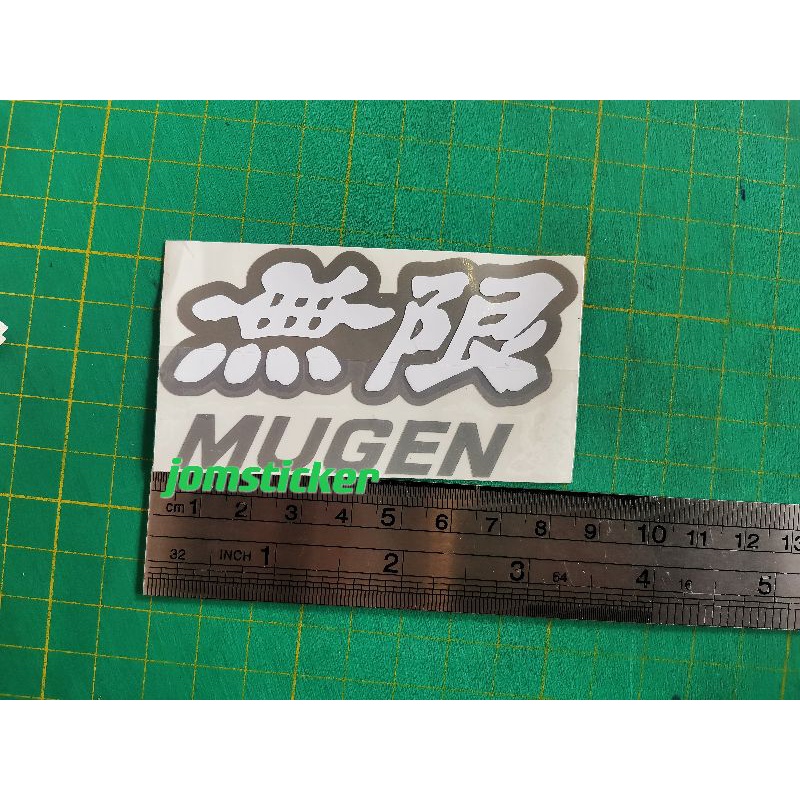 無限
MUGEN
jomsticker
cm 1 2 3 4 5 6 7 8 9 10 11 12 13
32 INCH 1 2 3 64 4 16 5